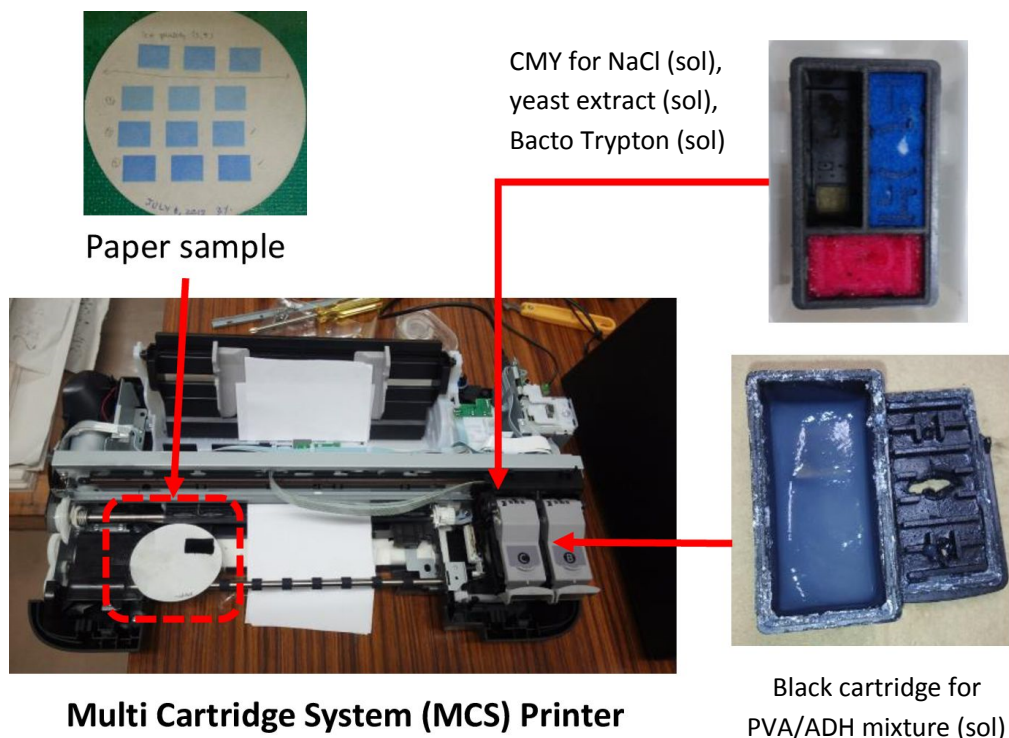 CMY for NaCl (sol),
yeast extract (sol),
Bacto Trypton (sol)
Paper sample
C
B
Black cartridge for
PVA/ADH mixture (sol)
Multi Cartridge System (MCS) Printer